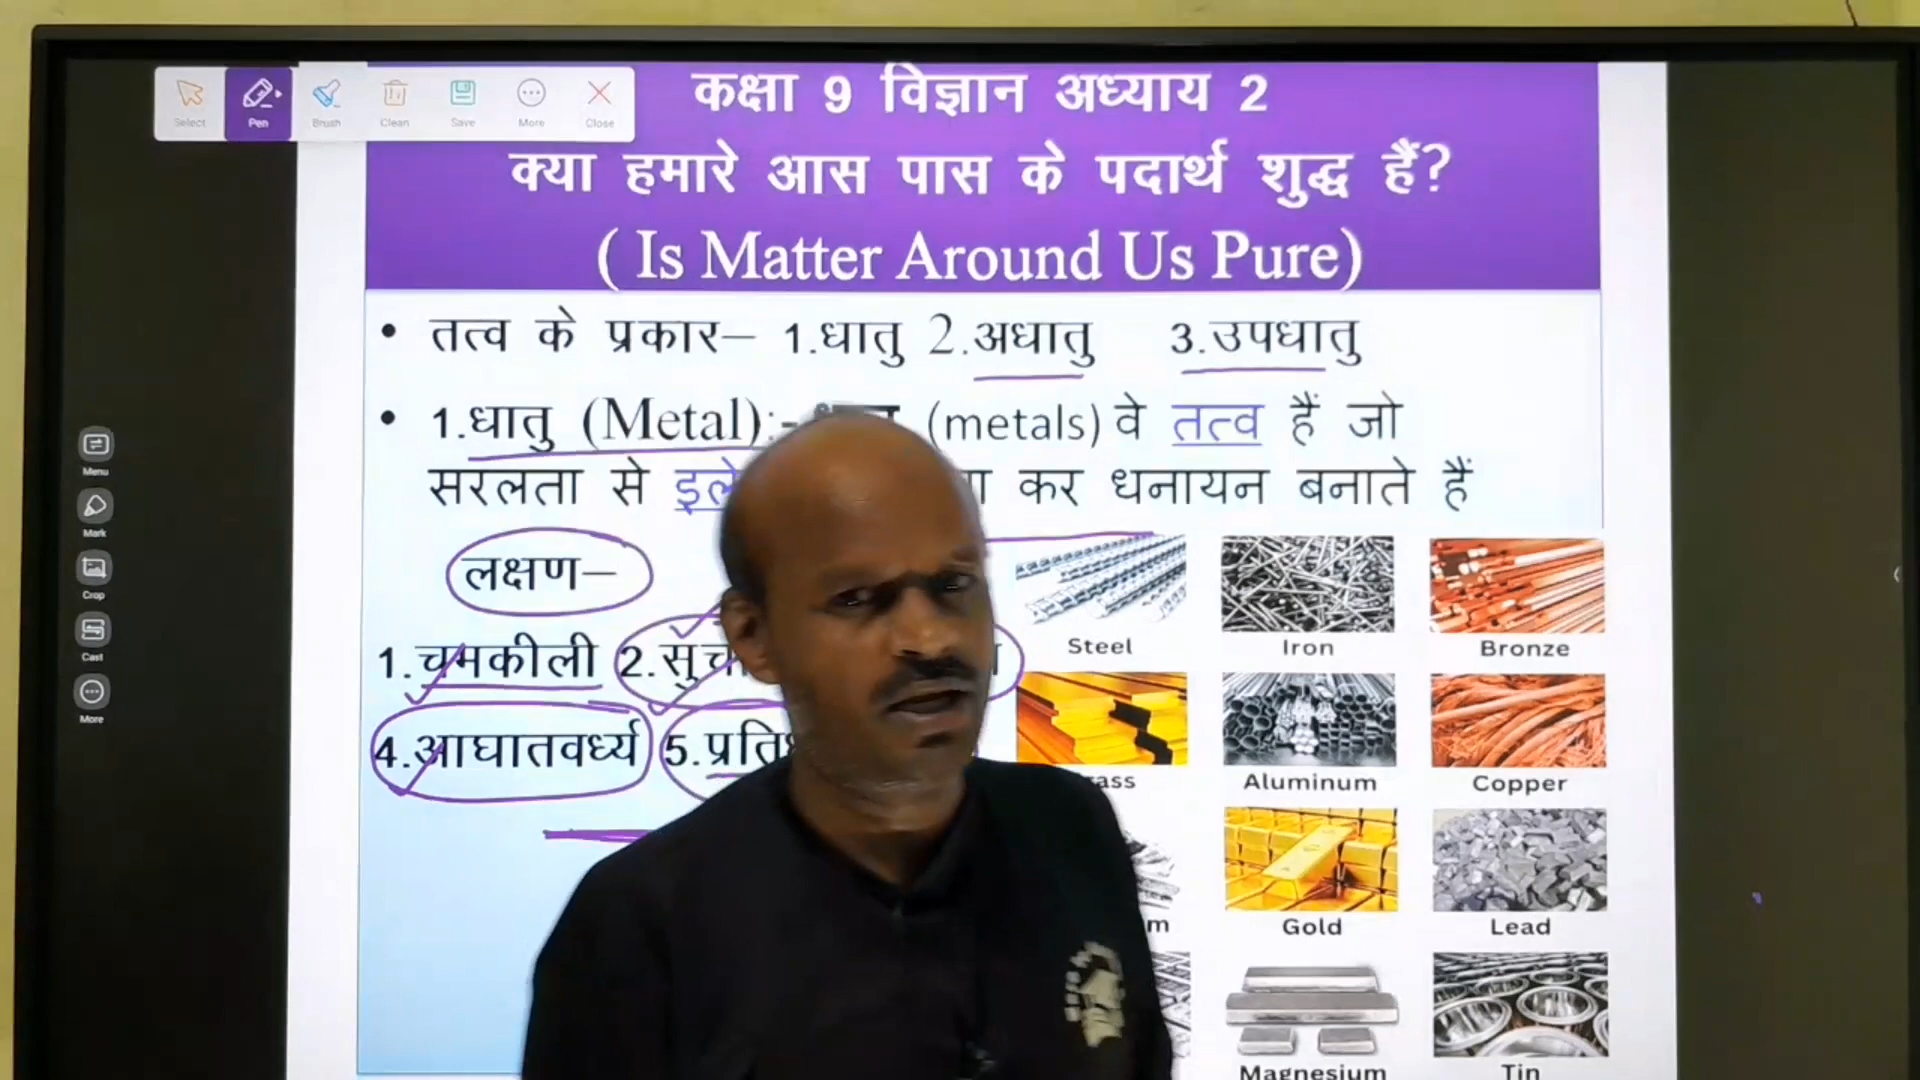 Select Pen Brush Clean Save More Close
कक्षा 9 विज्ञान अध्याय 2
क्या हमारे आस पास के पदार्थ शुद्ध हैं?
( Is Matter Around Us Pure)
• तत्व के प्रकार– 1.धातु 2.अधातु 3.उपधातु
• 1.धातु (Metal):- (metals) वे तत्व हैं जो
सरलता से कर धनायन बनाते हैं
लक्षण–
1.चमकीली 2.
4.आघातवर्ध्य 5.
Steel Iron Bronze
Aluminum Copper
Gold Lead
Magnesium Tin
Menu
Mark
Crop
Cast
More